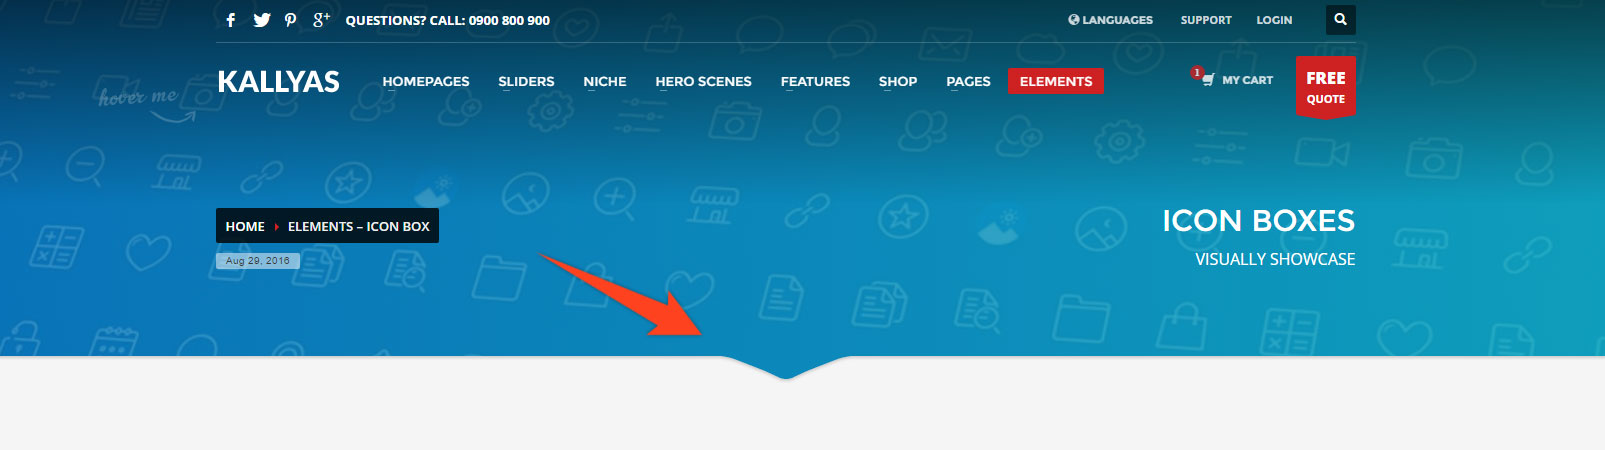 QUESTIONS? CALL: 0900 800 900
LANGUAGES
SUPPORT
LOGIN
KALLYAS
hover me
HOMEPAGES
SLIDERS
NICHE
HERO SCENES
FEATURES
SHOP
PAGES
ELEMENTS
1
MY CART
FREE
QUOTE
HOME
ELEMENTS – ICON BOX
Aug 29, 2016
ICON BOXES
VISUALLY SHOWCASE